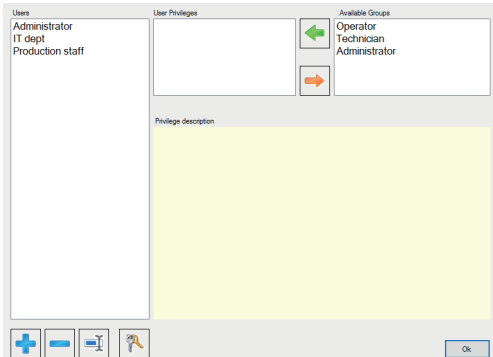 Users
User Privileges
Available Groups
Administrator
IT dept
Production staff
Operator
Technician
Administrator
Privilege description
Ok